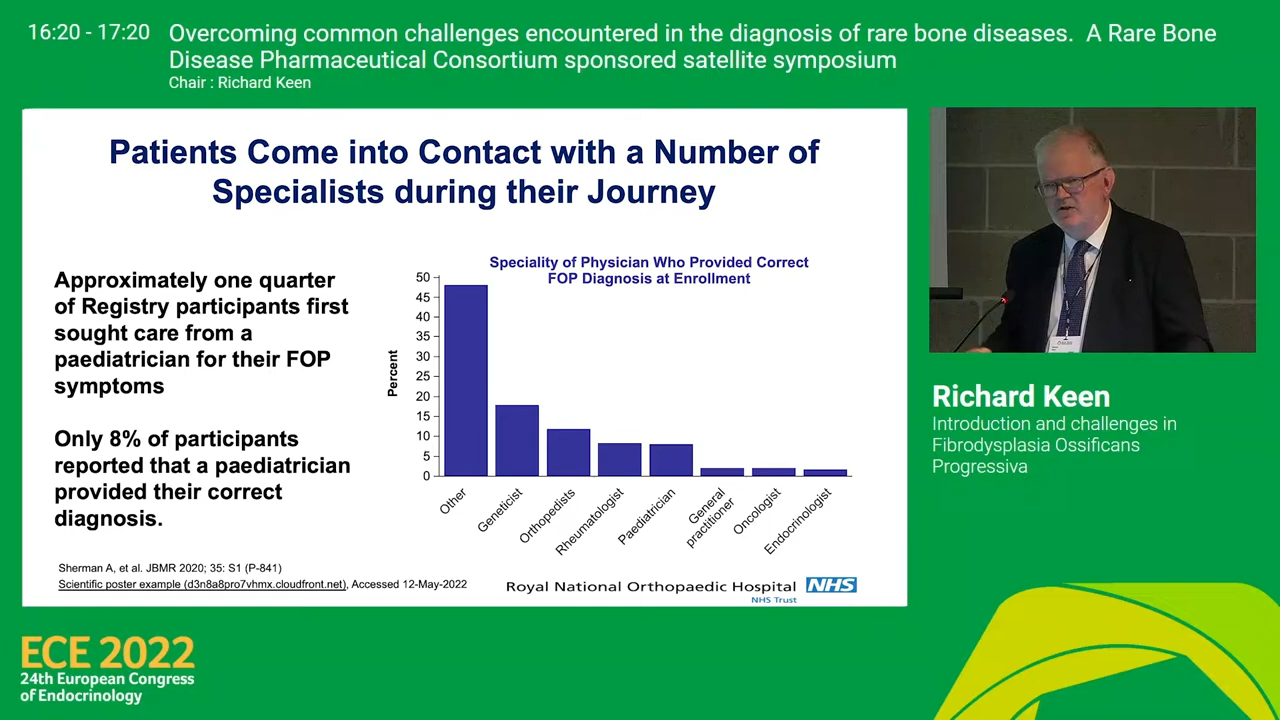 16:20 - 17:20
Overcoming common challenges encountered in the diagnosis of rare bone diseases.  A Rare Bone
Disease Pharmaceutical Consortium sponsored satellite symposium
Chair : Richard Keen
Patients Come into Contact with a Number of
Specialists during their Journey
Approximately one quarter
of Registry participants first
sought care from a
paediatrician for their FOP
symptoms
Only 8% of participants
reported that a paediatrician
provided their correct
diagnosis.
Speciality of Physician Who Provided Correct
FOP Diagnosis at Enrollment
Percent
50
45
40
35
30
25
20
15
10
5
0
Other
Geneticist
Orthopedists
Rheumatologist
Paediatrician
General
practitioner
Oncologist
Endocrinologist
Sherman A, et al. JBMR 2020; 35: S1 (P-841)
Scientific poster example (d3n8a8pro7vhmx.cloudfront.net), Accessed 12-May-2022
Royal National Orthopaedic Hospital
NHS
NHS Trust
Richard Keen
Introduction and challenges in
Fibrodysplasia Ossificans
Progressiva
ECE 2022
24th European Congress
of Endocrinology